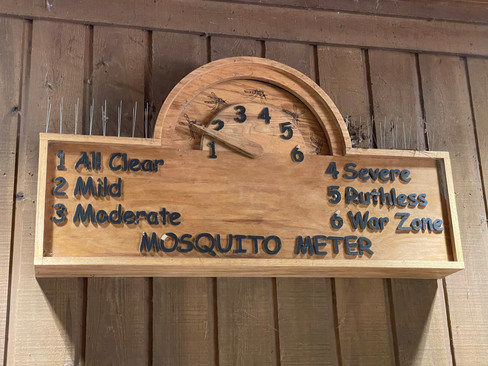 1 2 3 4 5 6
1 All Clear
2 Mild
3 Moderate
4 Severe
5 Ruthless
6 War Zone
MOSQUITO METER